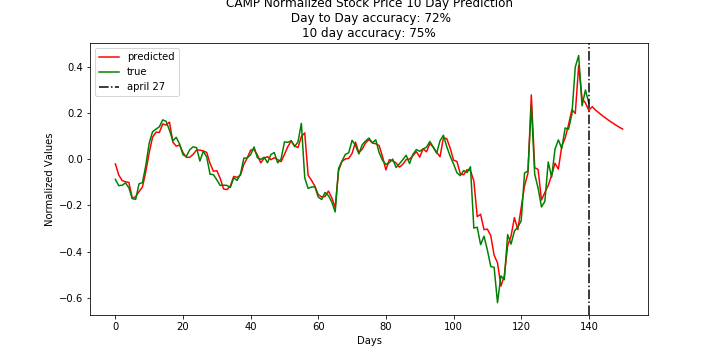 CAMP Normalized Stock Price 10 Day Prediction
Day to Day accuracy: 72%
10 day accuracy: 75%
predicted
true
april 27
Normalized Values
0.4
0.2
0.0
−0.2
−0.4
−0.6
0 20 40 60 80 100 120 140
Days